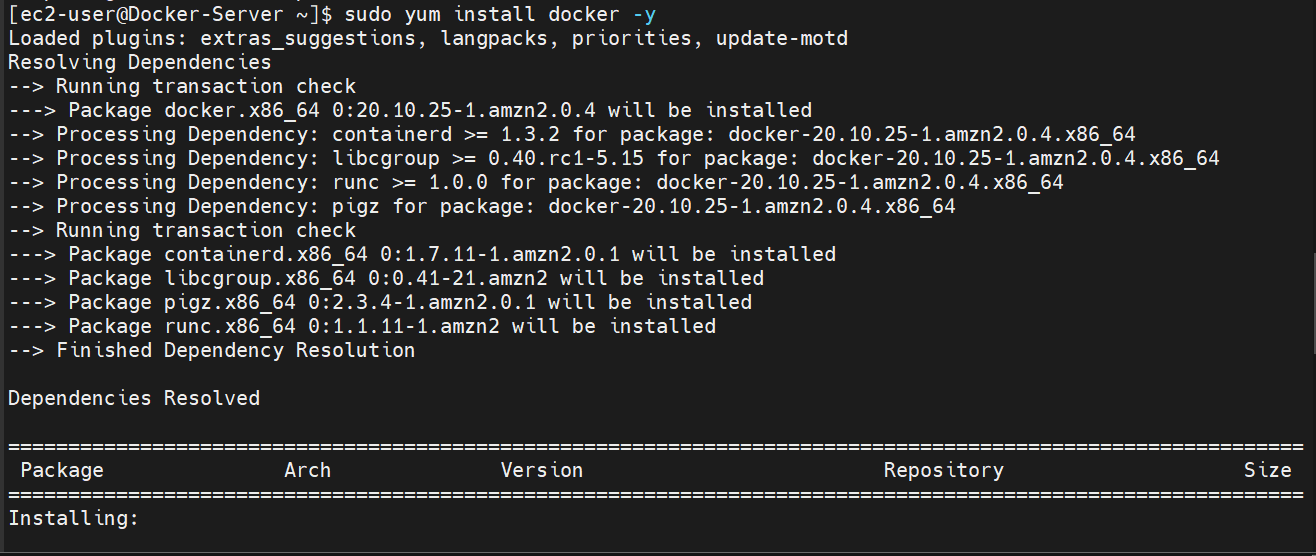 [ec2-user@Docker-Server ~]$ sudo yum install docker -y
Loaded plugins: extras_suggestions, langpacks, priorities, update-motd
Resolving Dependencies
--> Running transaction check
---> Package docker.x86_64 0:20.10.25-1.amzn2.0.4 will be installed
--> Processing Dependency: containerd >= 1.3.2 for package: docker-20.10.25-1.amzn2.0.4.x86_64
--> Processing Dependency: libcgroup >= 0.40.rc1-5.15 for package: docker-20.10.25-1.amzn2.0.4.x86_64
--> Processing Dependency: runc >= 1.0.0 for package: docker-20.10.25-1.amzn2.0.4.x86_64
--> Processing Dependency: pigz for package: docker-20.10.25-1.amzn2.0.4.x86_64
--> Running transaction check
---> Package containerd.x86_64 0:1.7.11-1.amzn2.0.1 will be installed
---> Package libcgroup.x86_64 0:0.41-21.amzn2 will be installed
---> Package pigz.x86_64 0:2.3.4-1.amzn2.0.1 will be installed
---> Package runc.x86_64 0:1.1.11-1.amzn2 will be installed
--> Finished Dependency Resolution
Dependencies Resolved
============================================================================================================
Package Arch Version Repository Size
============================================================================================================
Installing: